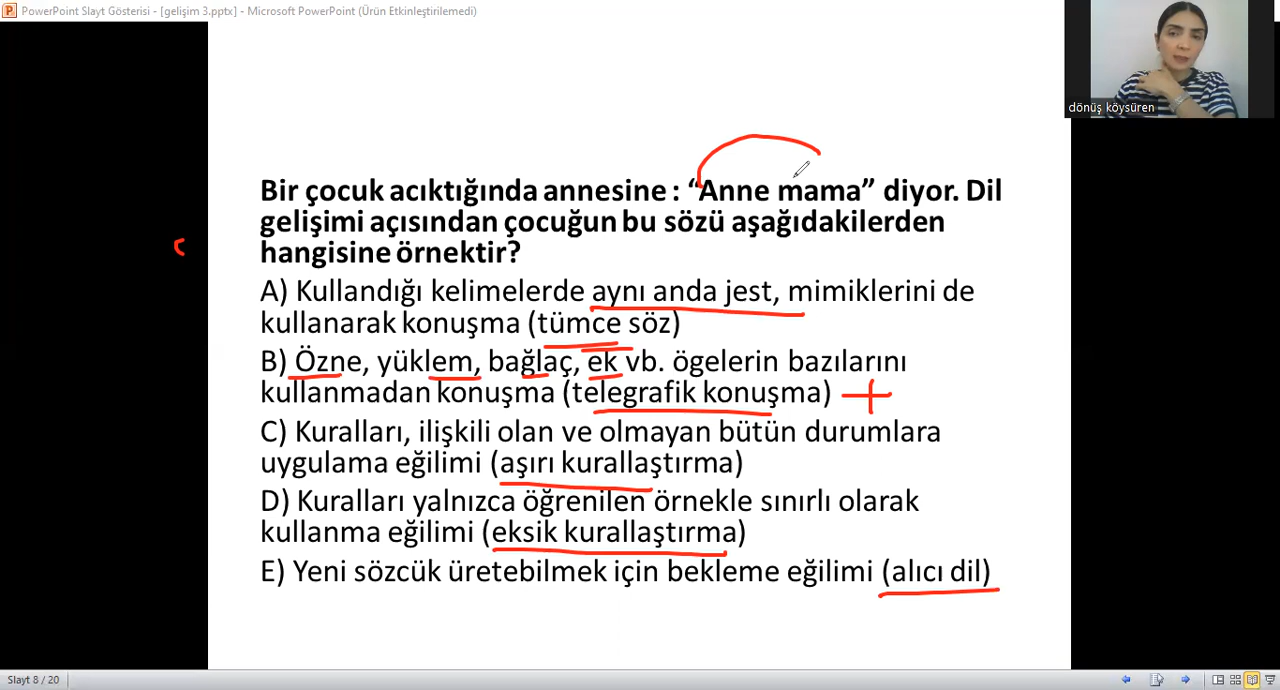 PowerPoint Slayt Gösterisi - [gelişim 3.pptx] - Microsoft PowerPoint (Ürün Etkinleştirilemedi)
dönüş köysüren
Bir çocuk acıktığında annesine : “Anne mama” diyor. Dil
gelişimi açısından çocuğun bu sözü aşağıdakilerden
hangisine örnektir?
A) Kullandığı kelimelerde aynı anda jest, mimiklerini de
kullanarak konuşma (tümce söz)
B) Özne, yüklem, bağlaç, ek vb. ögelerin bazılarını
kullanmadan konuşma (telegrafik konuşma)
C) Kuralları, ilişkili olan ve olmayan bütün durumlara
uygulama eğilimi (aşırı kurallaştırma)
D) Kuralları yalnızca öğrenilen örnekle sınırlı olarak
kullanma eğilimi (eksik kurallaştırma)
E) Yeni sözcük üretebilmek için bekleme eğilimi (alıcı dil)
Slayt 8 / 20